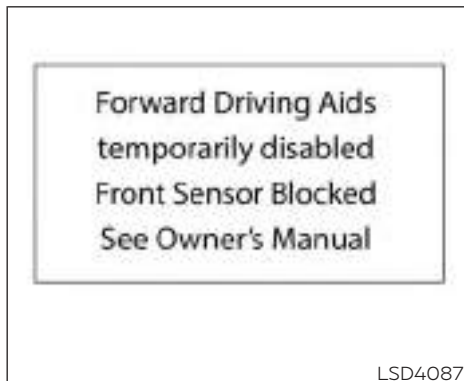 Forward Driving Aids
temporarily disabled
Front Sensor Blocked
See Owner's Manual
LSD4087